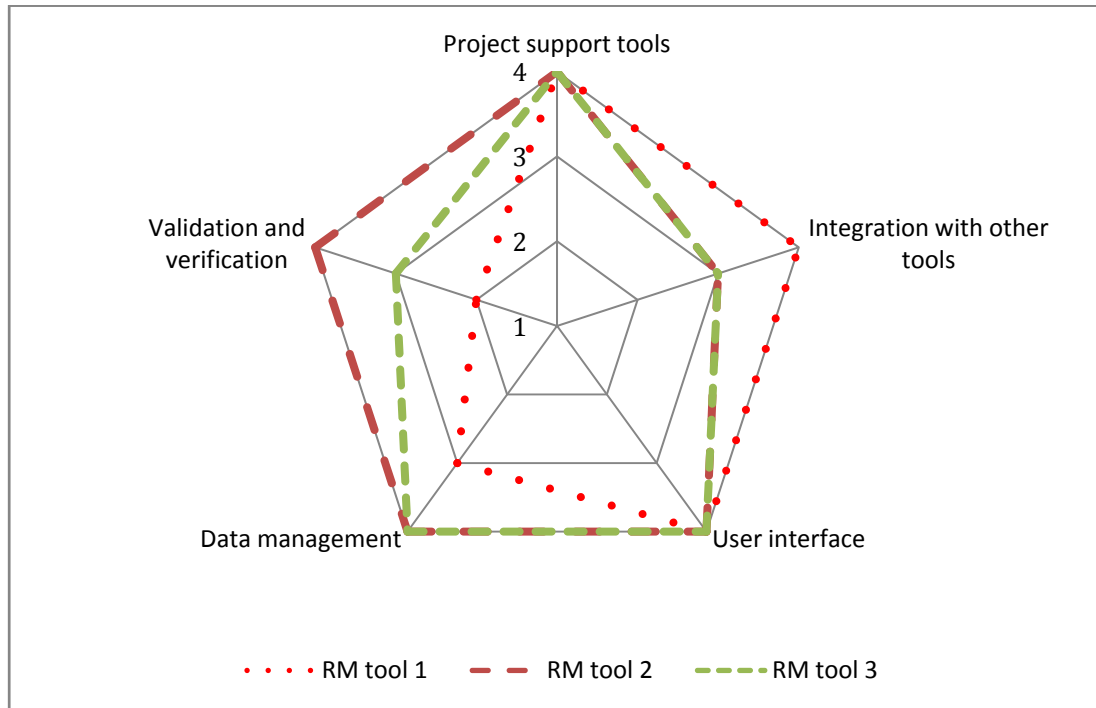 Project support tools
4
3
2
1
Validation and
verification
Integration with other
tools
Data management
User interface
RM tool 1
RM tool 2
RM tool 3